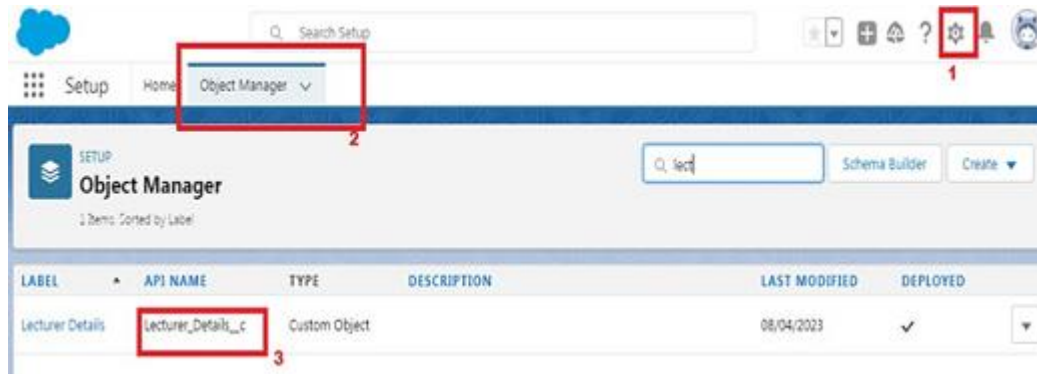 Search Setup
?
1
Setup Home Object Manager
2
SETUP
Object Manager
1 Items, Sorted by Label
lect
Schema Builder
Create
LABEL API NAME TYPE DESCRIPTION LAST MODIFIED DEPLOYED
Lecturer Details Lecturer_Details__c Custom Object 08/04/2023
3